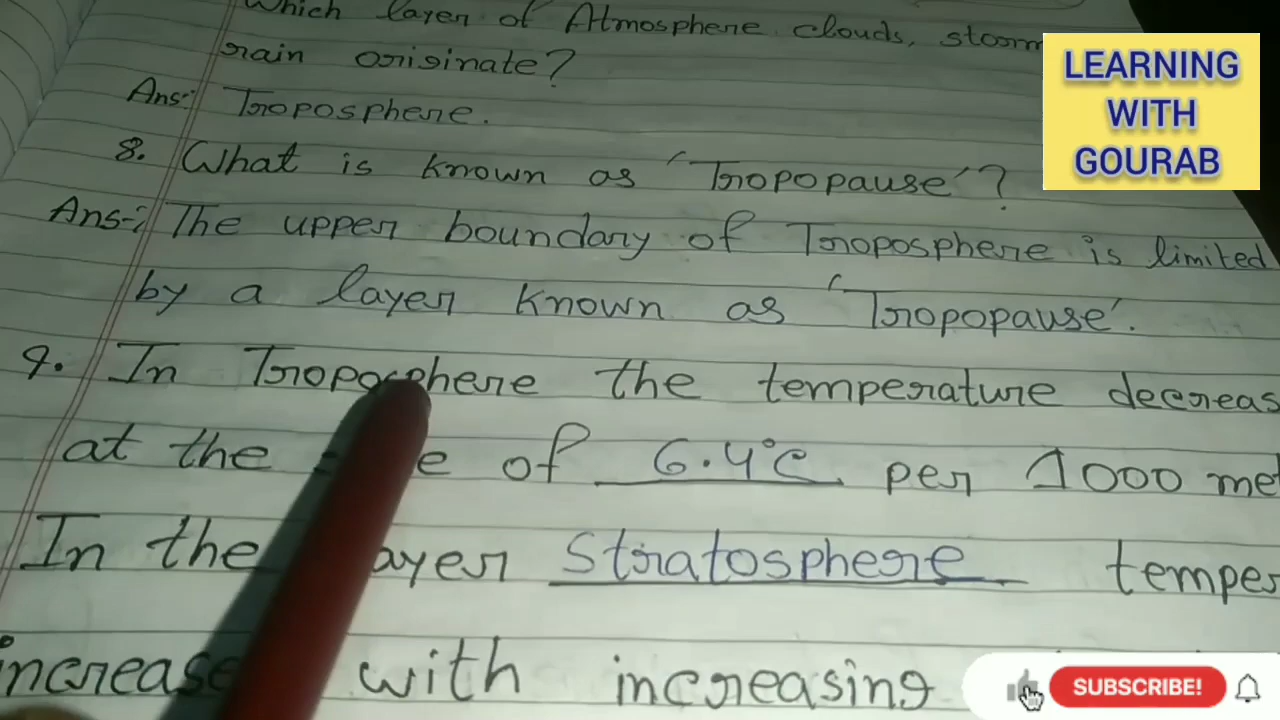 Which layer of Atmosphere clouds, storm
rain originate?
Ans:- Troposphere.
8. What is known as 'Tropopause'?
Ans-: The upper boundary of Troposphere is limited
by a layer known as 'Tropopause'.
9. In Troposphere the temperature decreas
at the of 6.4°C per 1000 me
In the layer Stratosphere temper
increase with increasing
LEARNING
WITH
GOURAB
SUBSCRIBE!